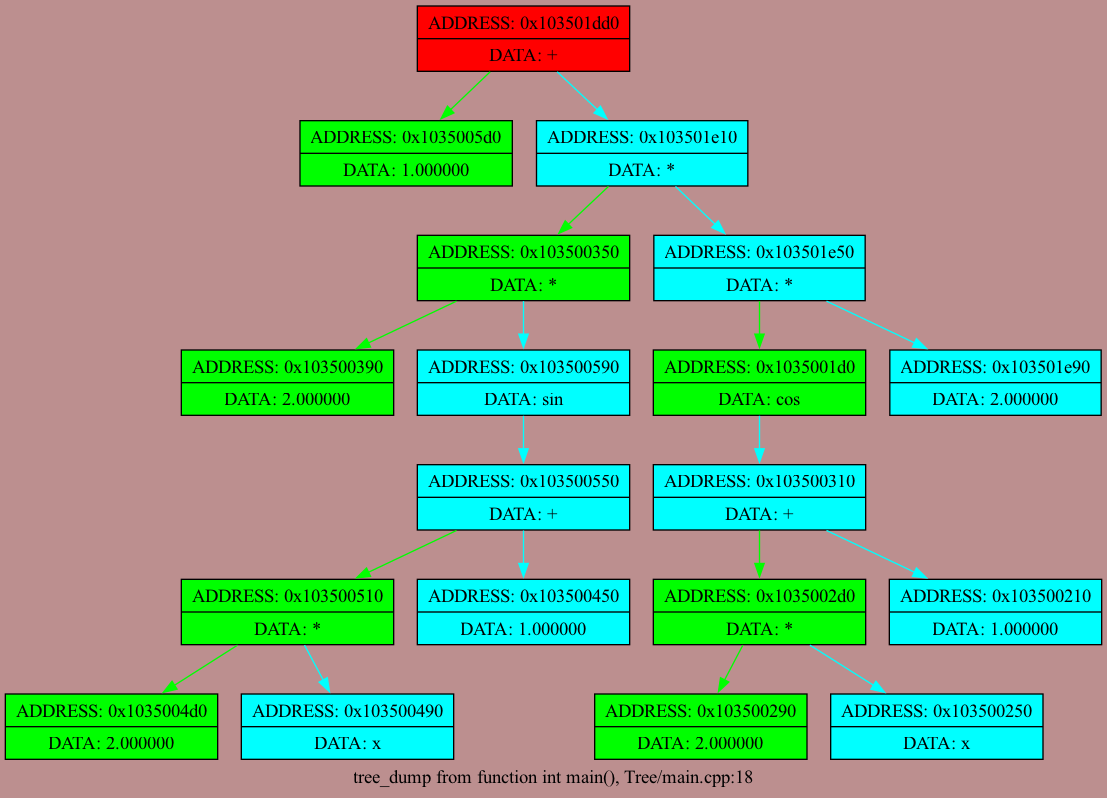 ADDRESS: 0x103501dd0
DATA: +
ADDRESS: 0x1035005d0
DATA: 1.000000
ADDRESS: 0x103501e10
DATA: *
ADDRESS: 0x103500350
DATA: *
ADDRESS: 0x103501e50
DATA: *
ADDRESS: 0x103500390
DATA: 2.000000
ADDRESS: 0x103500590
DATA: sin
ADDRESS: 0x1035001d0
DATA: cos
ADDRESS: 0x103501e90
DATA: 2.000000
ADDRESS: 0x103500550
DATA: +
ADDRESS: 0x103500310
DATA: +
ADDRESS: 0x103500510
DATA: *
ADDRESS: 0x103500450
DATA: 1.000000
ADDRESS: 0x1035002d0
DATA: *
ADDRESS: 0x103500210
DATA: 1.000000
ADDRESS: 0x1035004d0
DATA: 2.000000
ADDRESS: 0x103500490
DATA: x
ADDRESS: 0x103500290
DATA: 2.000000
ADDRESS: 0x103500250
DATA: x
tree_dump from function int main(), Tree/main.cpp:18